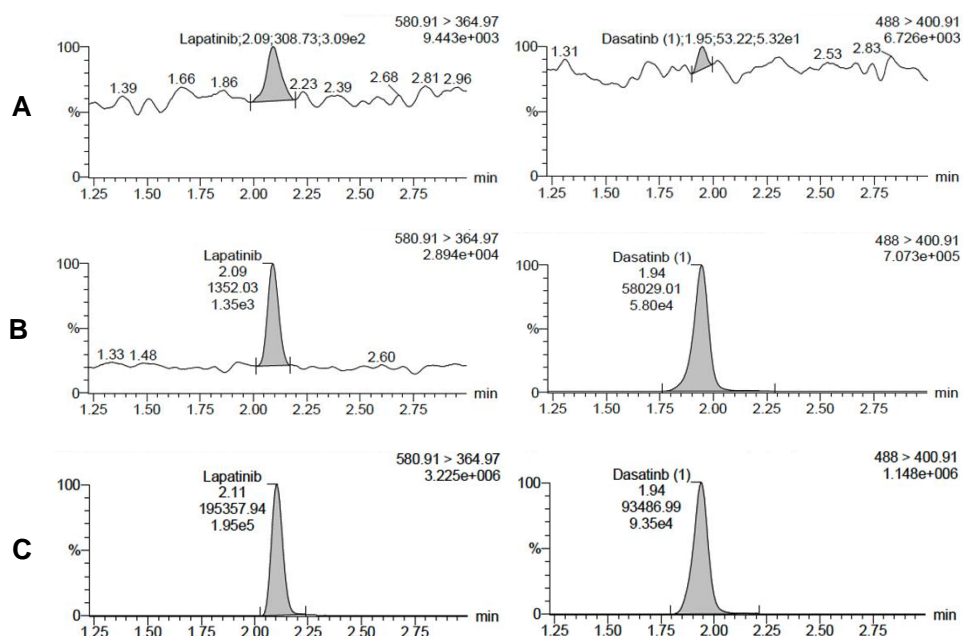 A
580.91 > 364.97
9.443e+003
Lapatinib;2.09;308.73;3.09e2
100
%
0
1.39
1.66
1.86
2.23
2.39
2.68
2.81
2.96
1.25 1.50 1.75 2.00 2.25 2.50 2.75 min
488 > 400.91
6.726e+003
Dasatinb (1);1.95;53.22;5.32e1
100
%
0
1.31
2.53
2.83
1.25 1.50 1.75 2.00 2.25 2.50 2.75 min
B
580.91 > 364.97
2.894e+004
Lapatinib
2.09
1352.03
1.35e3
100
%
0
1.33
1.48
2.60
1.25 1.50 1.75 2.00 2.25 2.50 2.75 min
488 > 400.91
7.073e+005
Dasatinb (1)
1.94
58029.01
5.80e4
100
%
0
1.25 1.50 1.75 2.00 2.25 2.50 2.75 min
C
580.91 > 364.97
3.225e+006
Lapatinib
2.11
195357.94
1.95e5
100
%
0
1.25 1.50 1.75 2.00 2.25 2.50 2.75 min
488 > 400.91
1.148e+006
Dasatinb (1)
1.94
93486.99
9.35e4
100
%
0
1.25 1.50 1.75 2.00 2.25 2.50 2.75 min